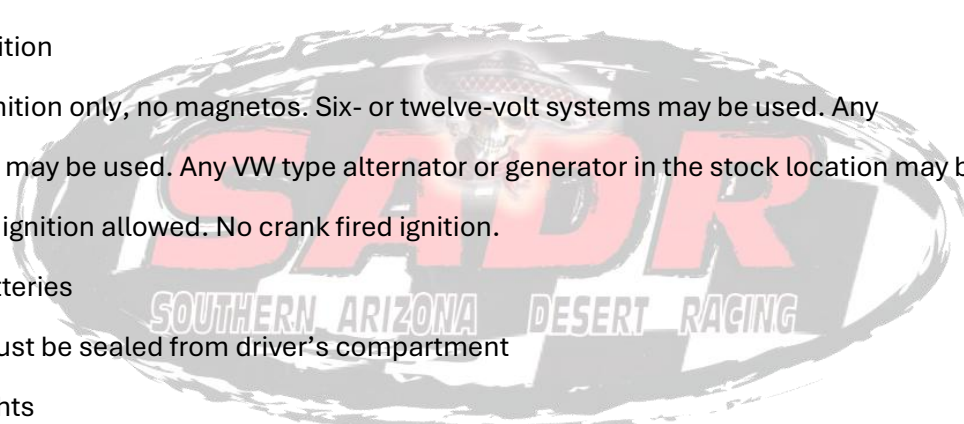 ition
nition only, no magnetos. Six- or twelve-volt systems may be used. Any
may be used. Any VW type alternator or generator in the stock location may b
ignition allowed. No crank fired ignition.
tteries
ust be sealed from driver’s compartment
nts
SADR
SOUTHERN ARIZONA DESERT RACING